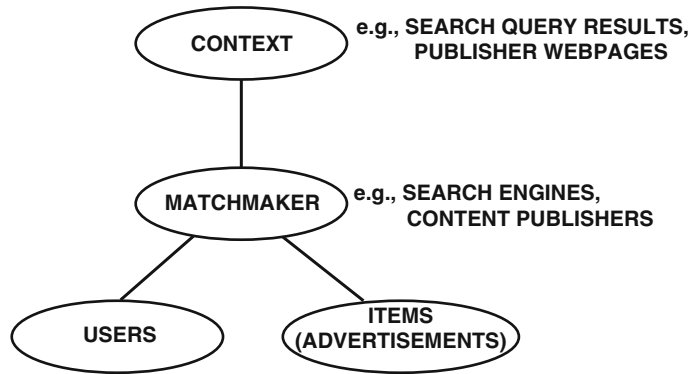 CONTEXT
e.g., SEARCH QUERY RESULTS,
PUBLISHER WEBPAGES
MATCHMAKER
e.g., SEARCH ENGINES,
CONTENT PUBLISHERS
USERS
ITEMS
(ADVERTISEMENTS)